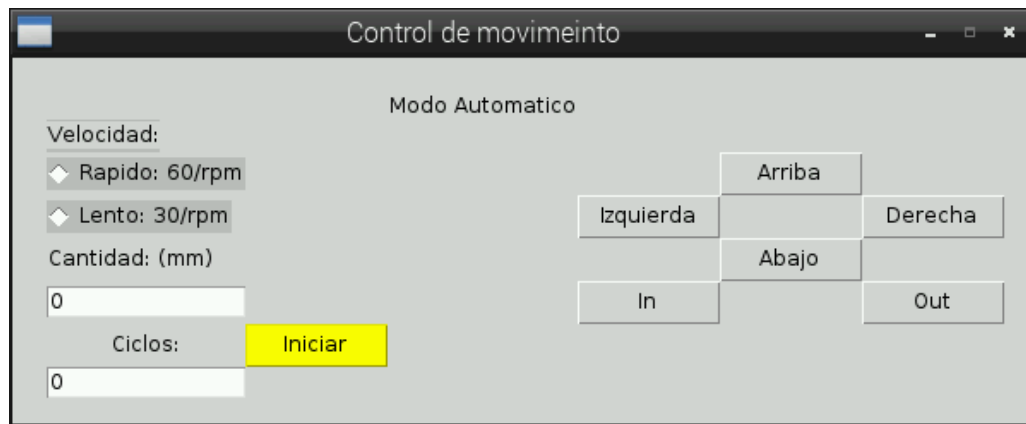 Control de movimeinto
Modo Automatico
Velocidad:
Rapido: 60/rpm
Arriba
Lento: 30/rpm
Izquierda
Derecha
Cantidad: (mm)
Abajo
0
In
Out
Ciclos:
Iniciar
0